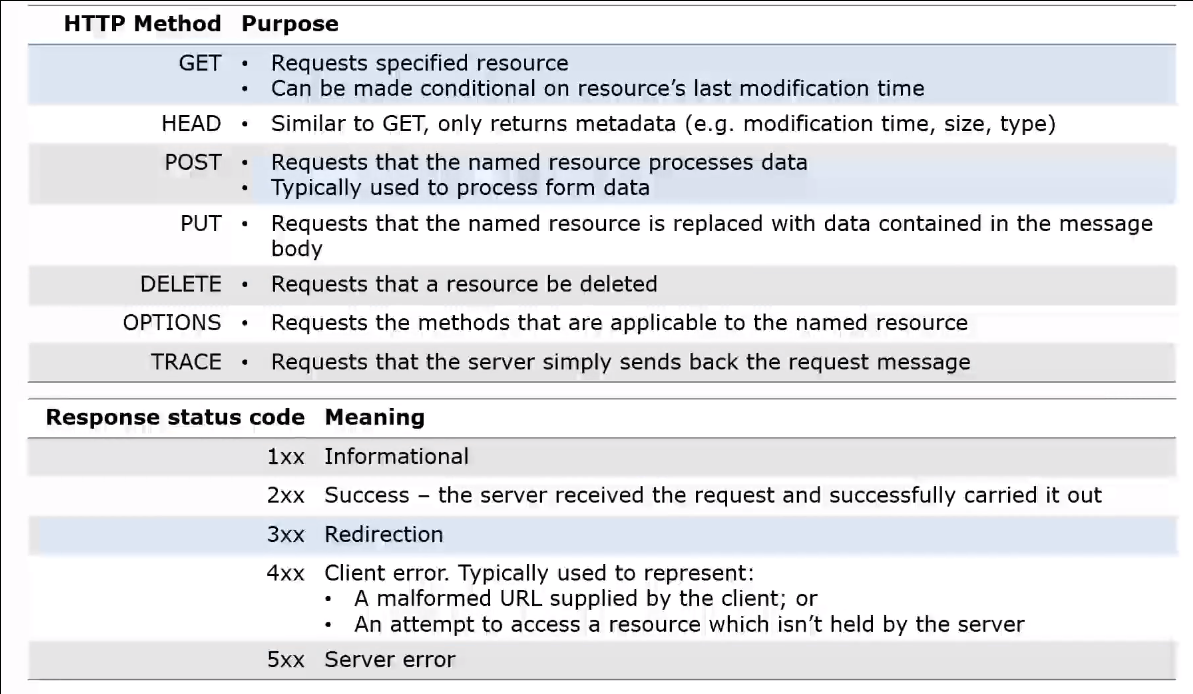 HTTP Method Purpose
GET • Requests specified resource
• Can be made conditional on resource’s last modification time
HEAD • Similar to GET, only returns metadata (e.g. modification time, size, type)
POST • Requests that the named resource processes data
• Typically used to process form data
PUT • Requests that the named resource is replaced with data contained in the message
body
DELETE • Requests that a resource be deleted
OPTIONS • Requests the methods that are applicable to the named resource
TRACE • Requests that the server simply sends back the request message
Response status code Meaning
1xx Informational
2xx Success – the server received the request and successfully carried it out
3xx Redirection
4xx Client error. Typically used to represent:
• A malformed URL supplied by the client; or
• An attempt to access a resource which isn’t held by the server
5xx Server error